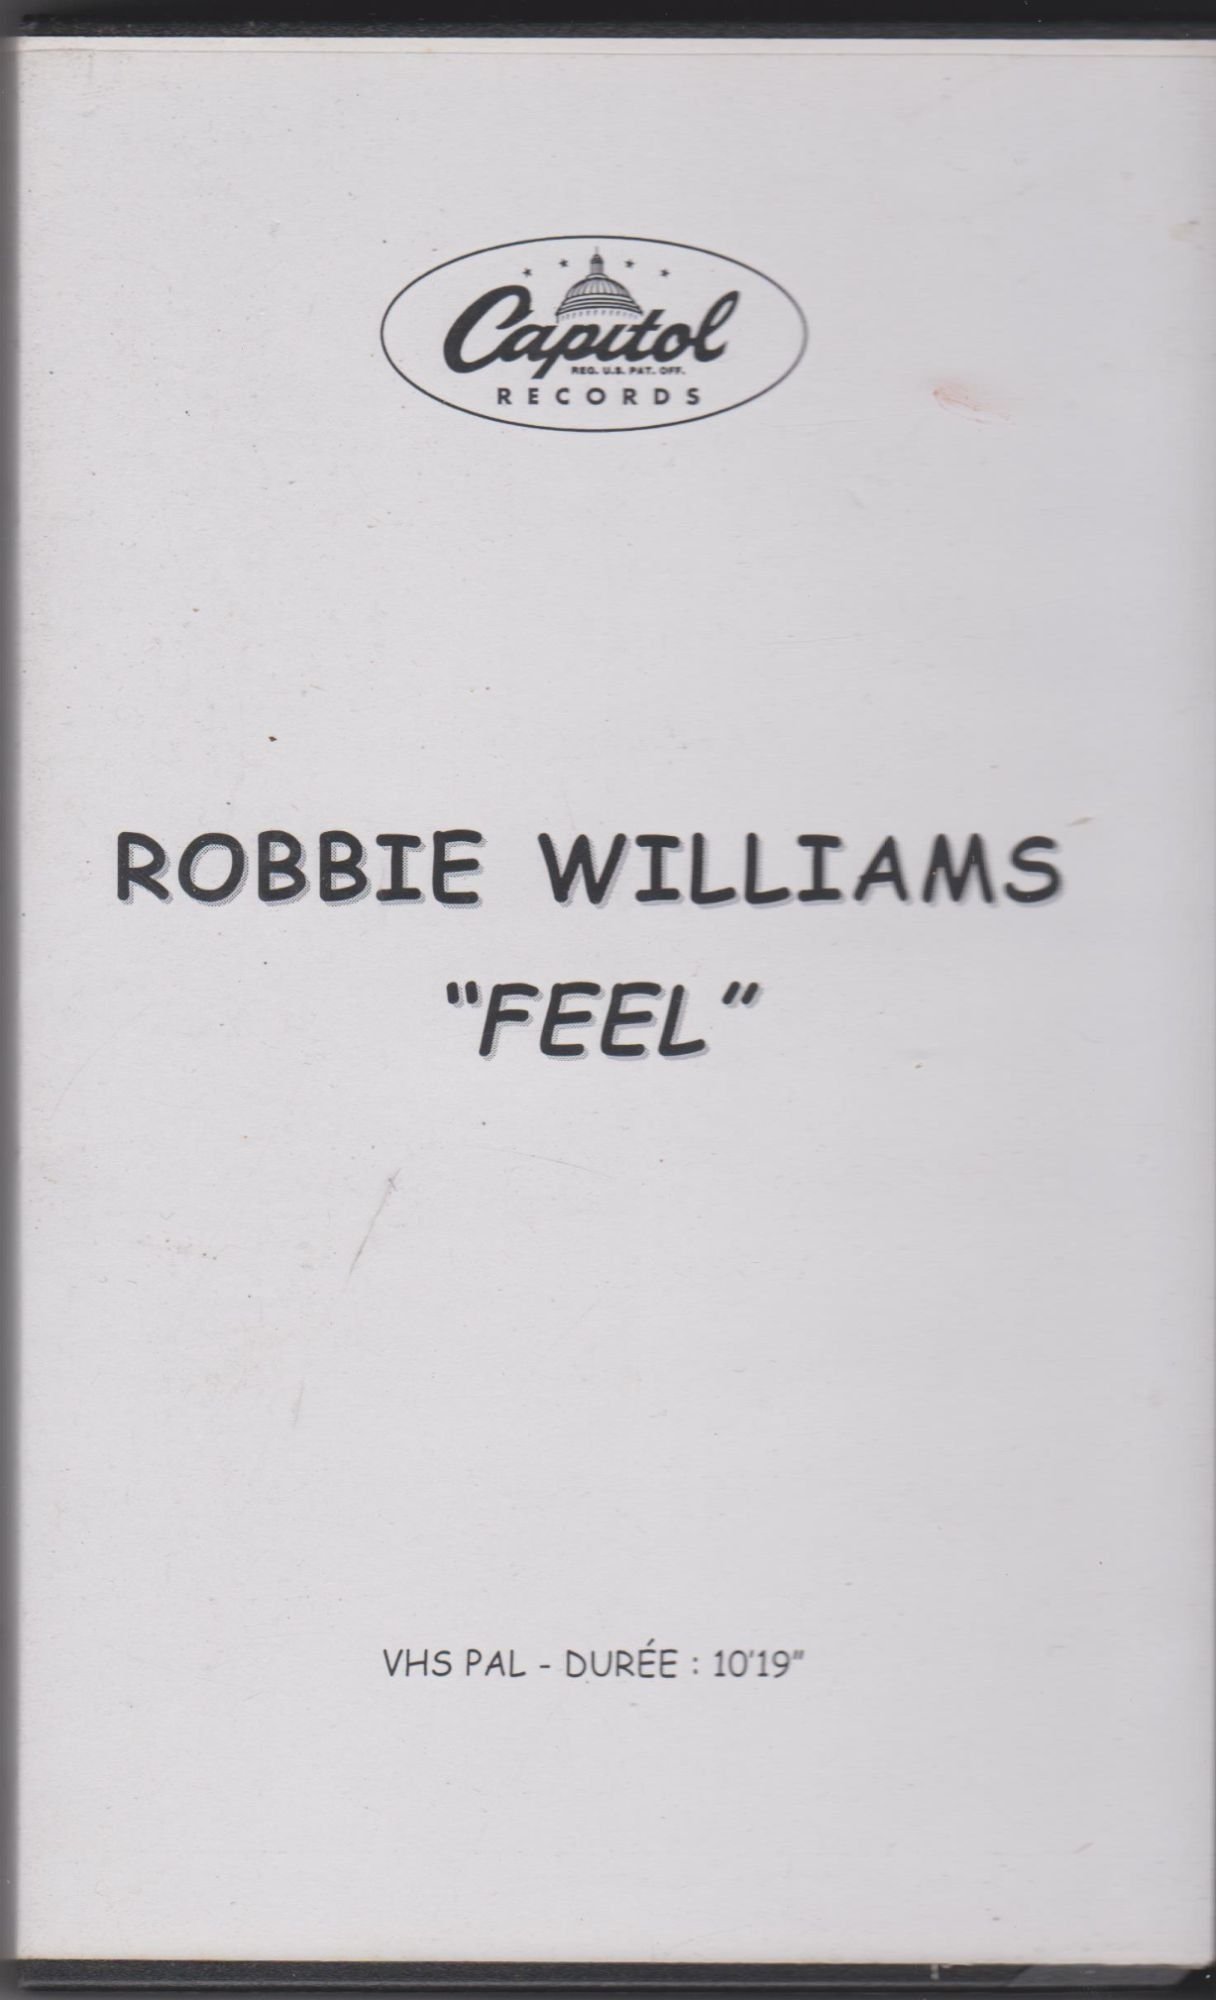 Capitol
REG. U.S. PAT. OFF.
RECORDS
ROBBIE WILLIAMS
"FEEL"
VHS PAL - DURÉE : 10'19"